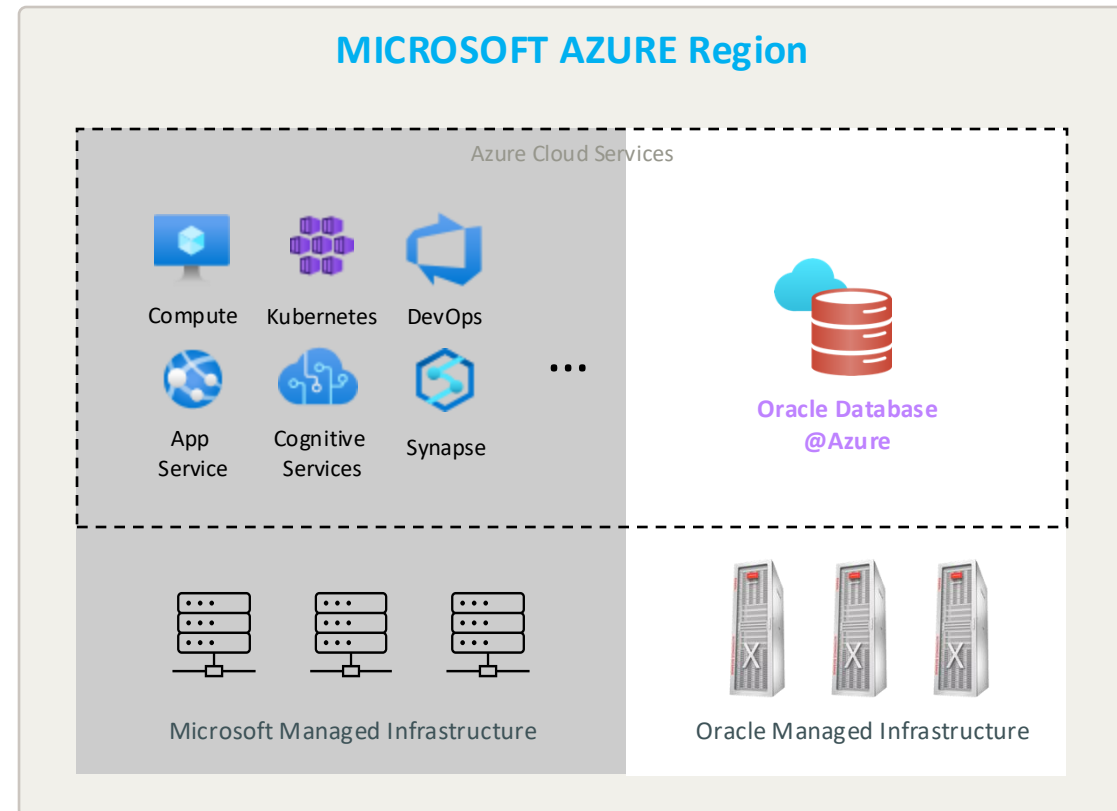 MICROSOFT AZURE Region
Azure Cloud Services
Compute
Kubernetes
DevOps
App
Service
Cognitive
Services
Synapse
...
Oracle Database
@Azure
X
X
X
Microsoft Managed Infrastructure
Oracle Managed Infrastructure